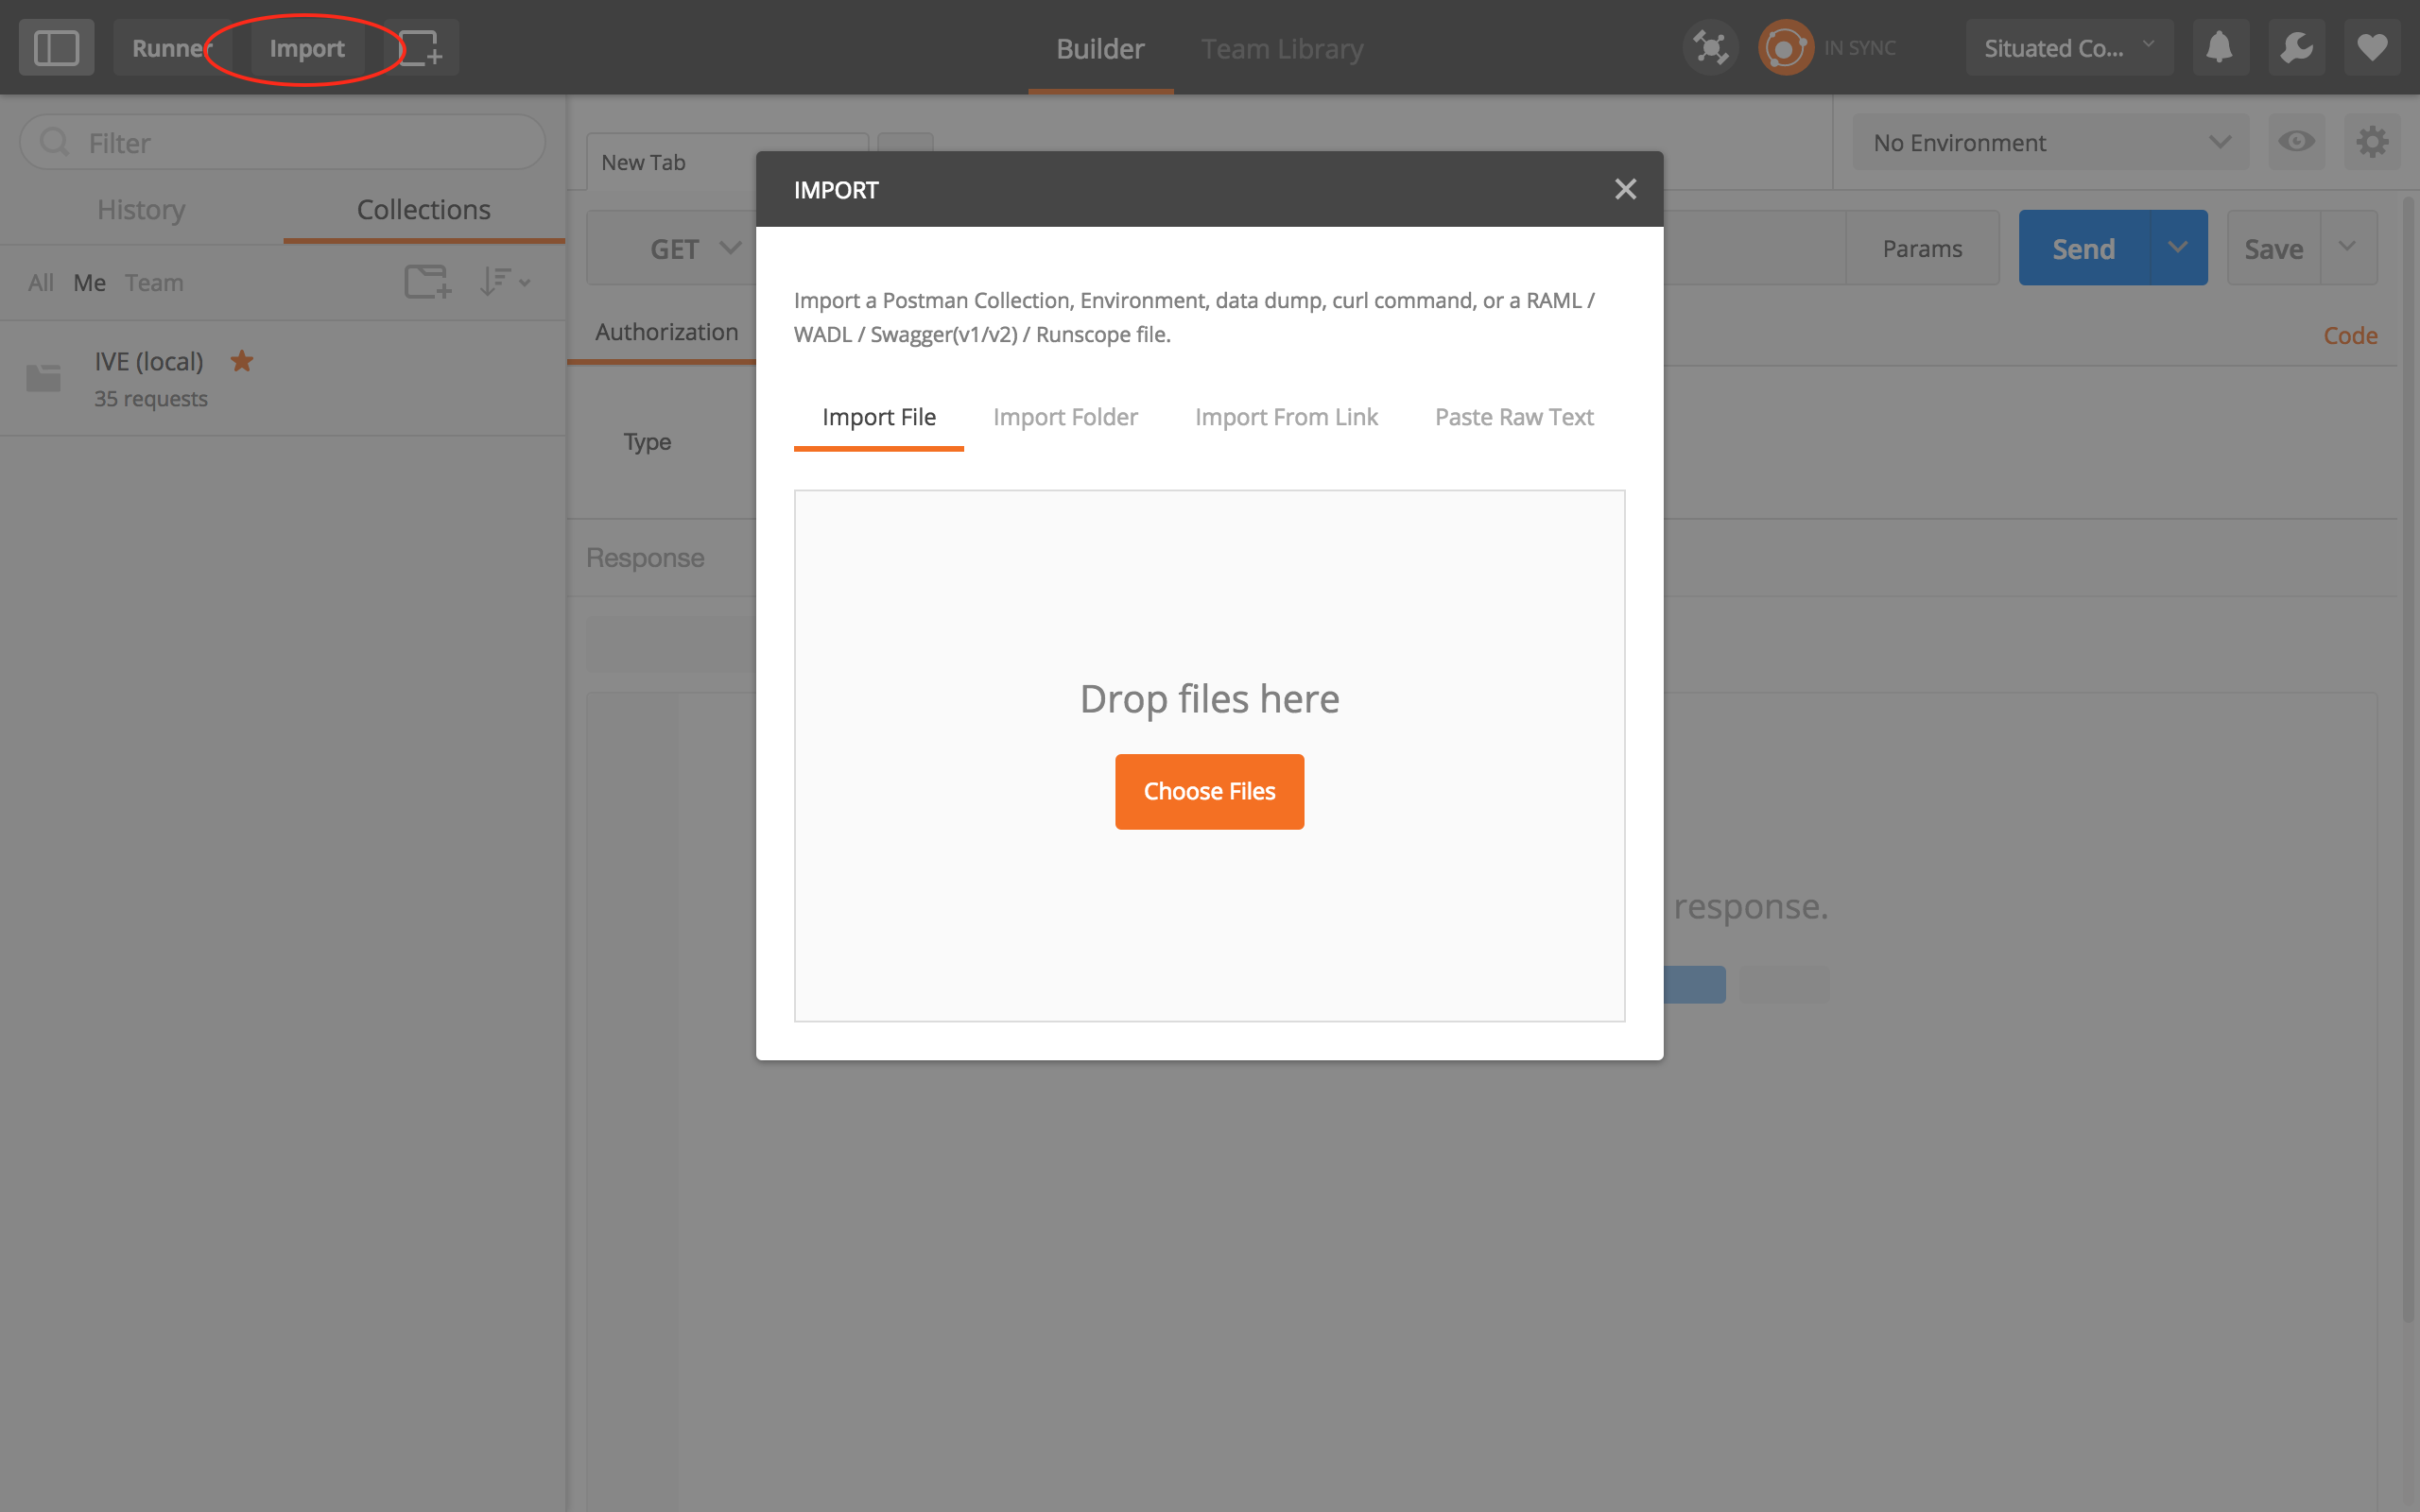 Runner
Import
Builder
Team Library
IN SYNC
Situated Co...
Filter
New Tab
No Environment
IMPORT
History
Collections
GET
Params
Send
Save
All Me Team
Import a Postman Collection, Environment, data dump, curl command, or a RAML /
WADL / Swagger(v1/v2) / Runscope file.
Authorization
Code
IVE (local)
35 requests
Import File
Import Folder
Import From Link
Paste Raw Text
Type
Response
Drop files here
Choose Files
response.